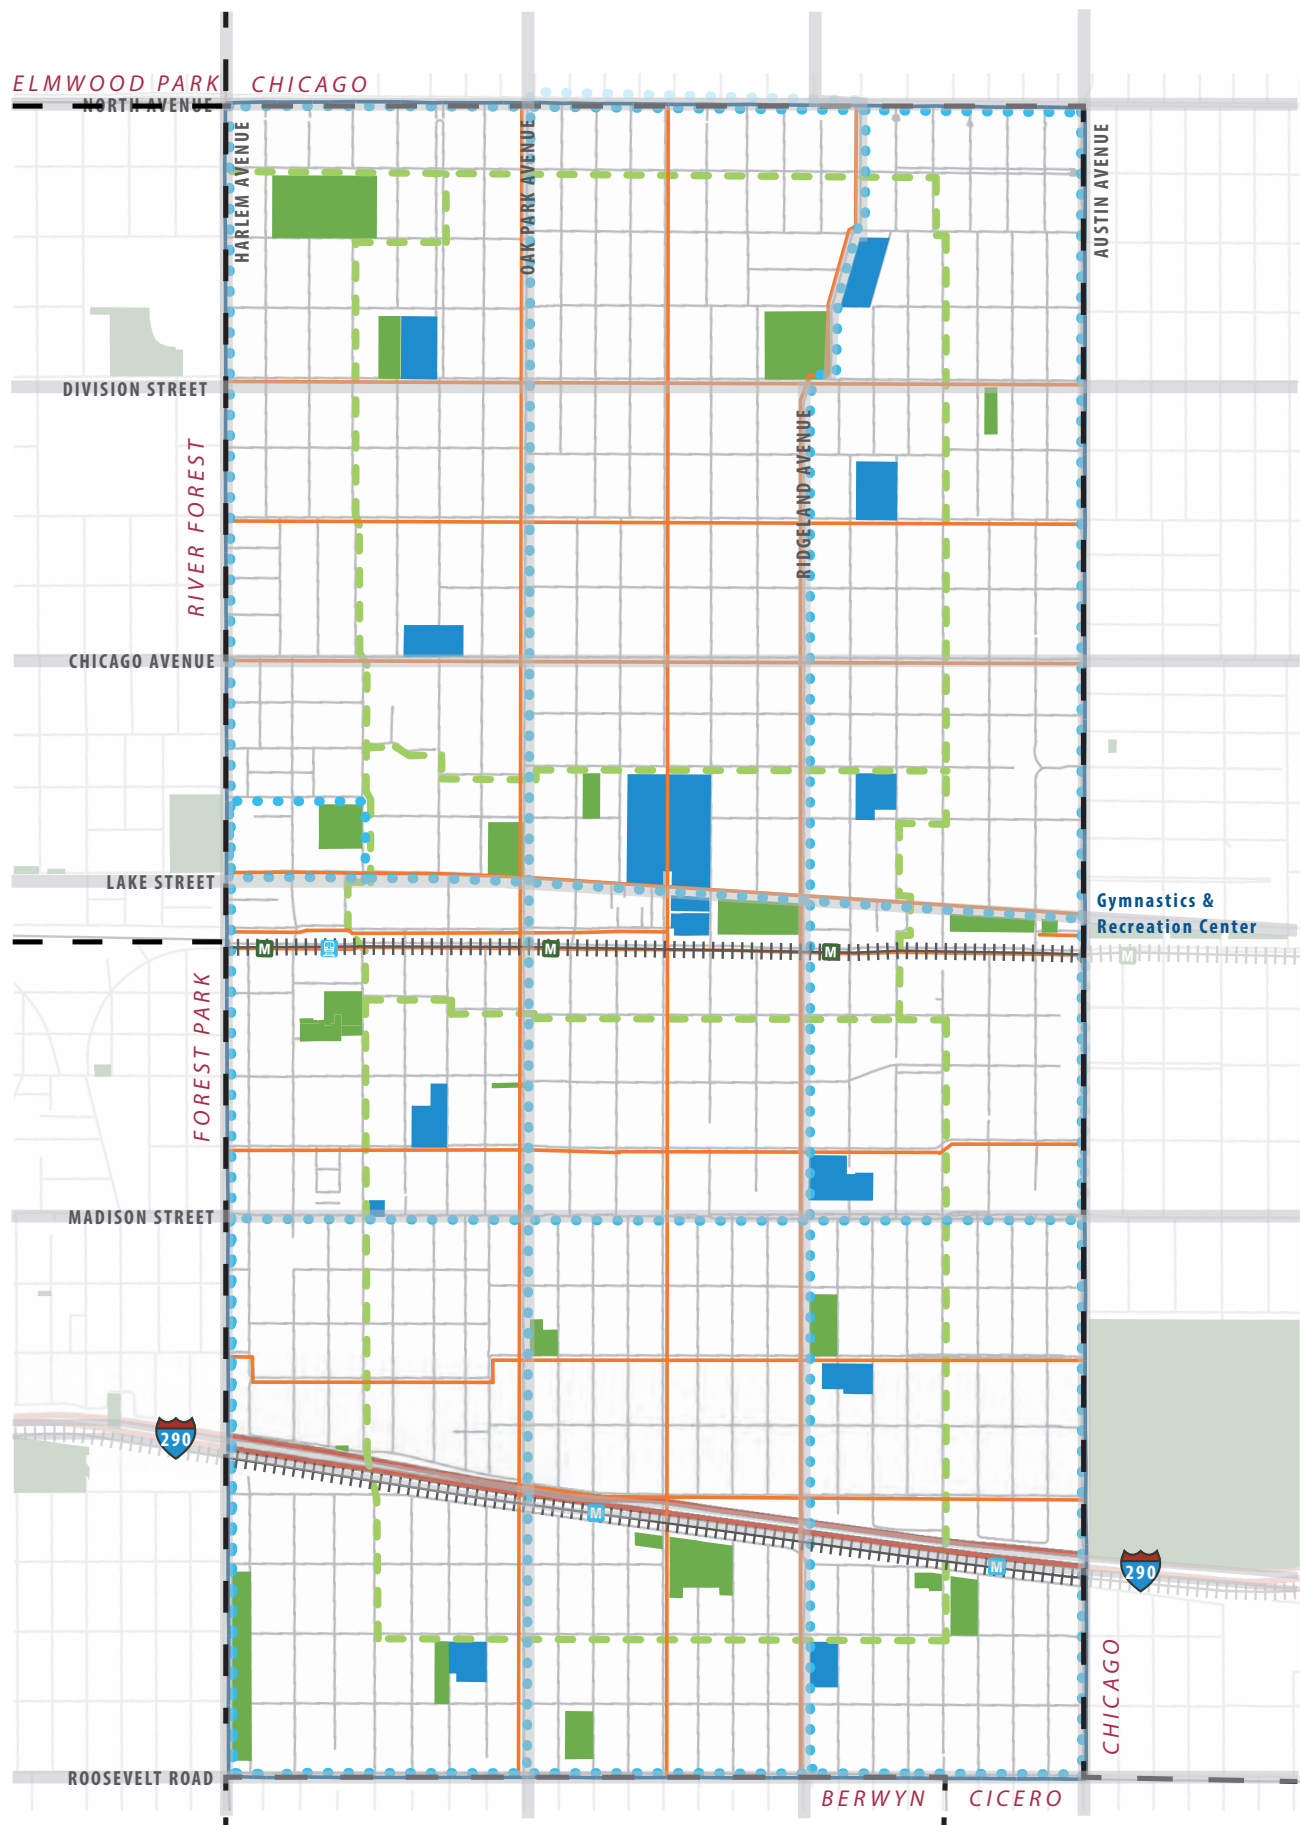 ELMWOOD PARK
CHICAGO
NORTH AVENUE
HARLEM AVENUE
OAK PARK AVENUE
AUSTIN AVENUE
DIVISION STREET
RIDGELAND AVENUE
RIVER FOREST
CHICAGO AVENUE
LAKE STREET
Gymnastics &
Recreation Center
M
M
M
M
FOREST PARK
MADISON STREET
290
M
M
290
CHICAGO
ROOSEVELT ROAD
BERWYN
CICERO